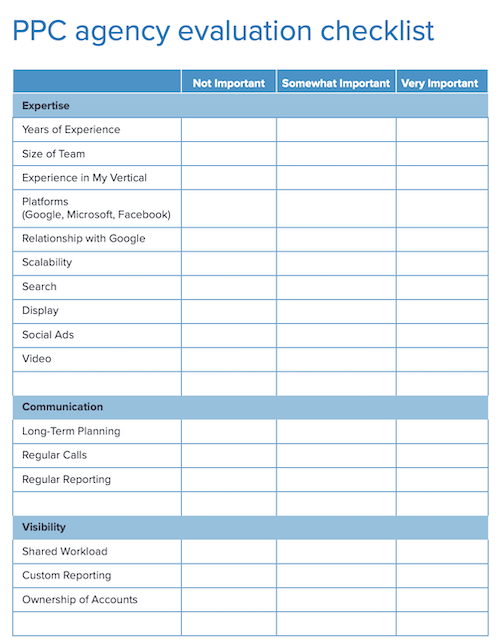 PPC agency evaluation checklist
Not Important Somewhat Important Very Important
Expertise
Years of Experience
Size of Team
Experience in My Vertical
Platforms
(Google, Microsoft, Facebook)
Relationship with Google
Scalability
Search
Display
Social Ads
Video
Communication
Long-Term Planning
Regular Calls
Regular Reporting
Visibility
Shared Workload
Custom Reporting
Ownership of Accounts